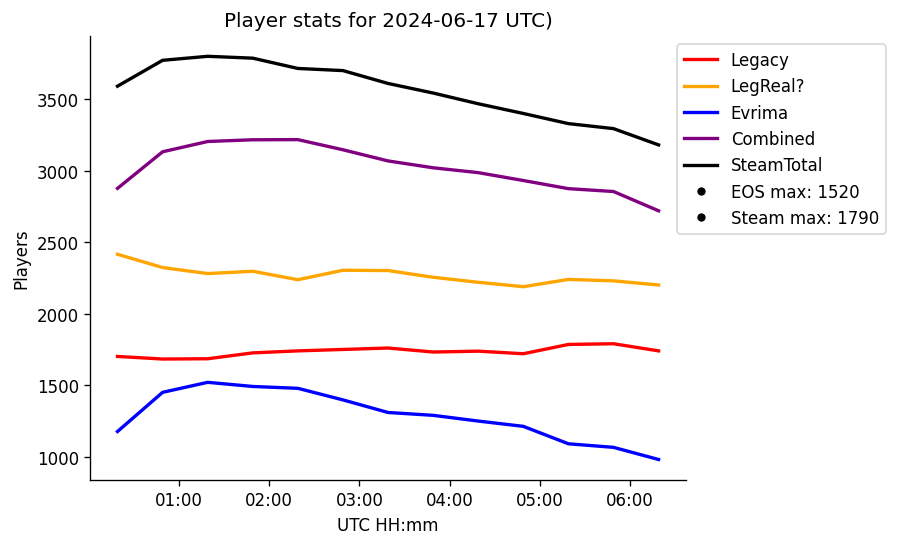 Player stats for 2024-06-17 UTC)
Legacy
LegReal?
Evrima
Combined
SteamTotal
EOS max: 1520
Steam max: 1790
Players
3500
3000
2500
2000
1500
1000
01:00 02:00 03:00 04:00 05:00 06:00
UTC HH:mm